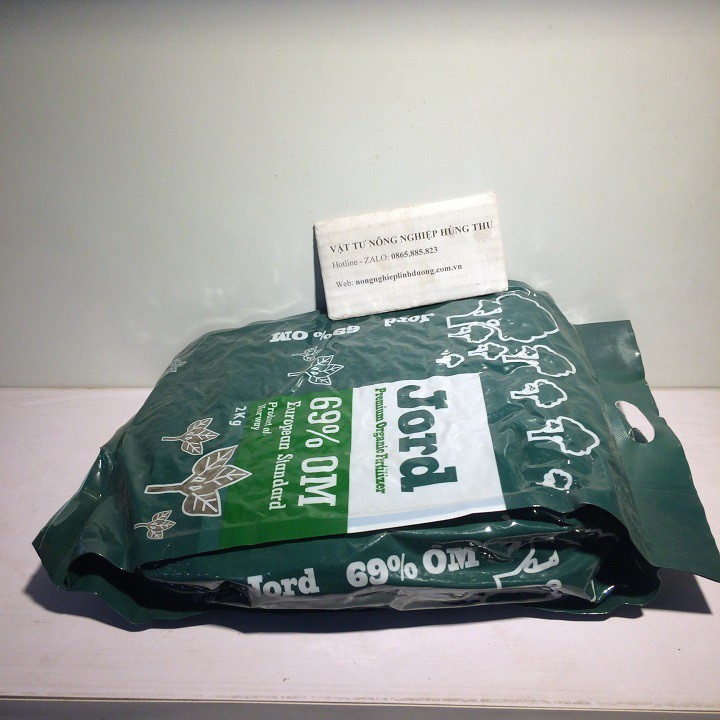 VẬT TƯ NÔNG NGHIỆP HÙNG THU
Hotline - ZALO: 0865.885.823
Web: nongnghieplinhduong.com.vn
Jord
69% OM
Jord
Premium Organic Fertilizer
69% OM
European Standard
Product of
Norway
2Kg
Jord 69% OM